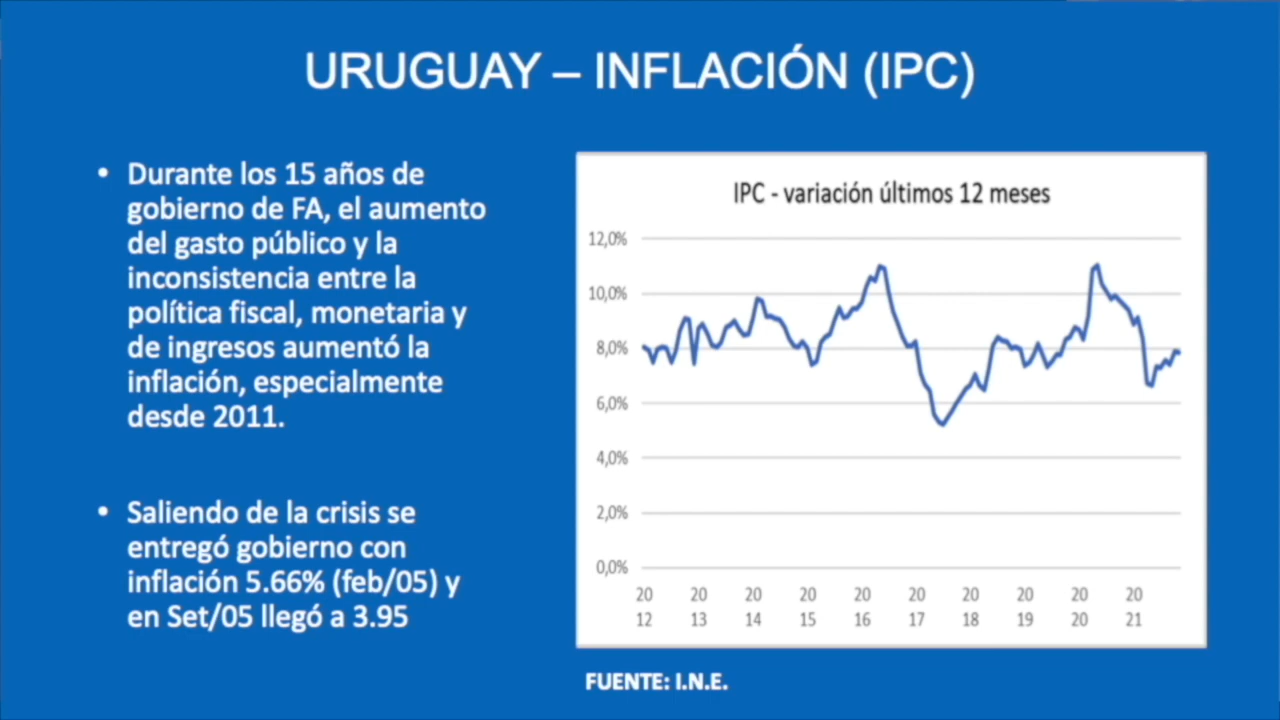 URUGUAY – INFLACIÓN (IPC)
• Durante los 15 años de
gobierno de FA, el aumento
del gasto público y la
inconsistencia entre la
política fiscal, monetaria y
de ingresos aumentó la
inflación, especialmente
desde 2011.
• Saliendo de la crisis se
entregó gobierno con
inflación 5.66% (feb/05) y
en Set/05 llegó a 3.95
IPC - variación últimos 12 meses
12,0%
10,0%
8,0%
6,0%
4,0%
2,0%
0,0%
20 20 20 20 20 20 20 20 20 20
12 13 14 15 16 17 18 19 20 21
FUENTE: I.N.E.